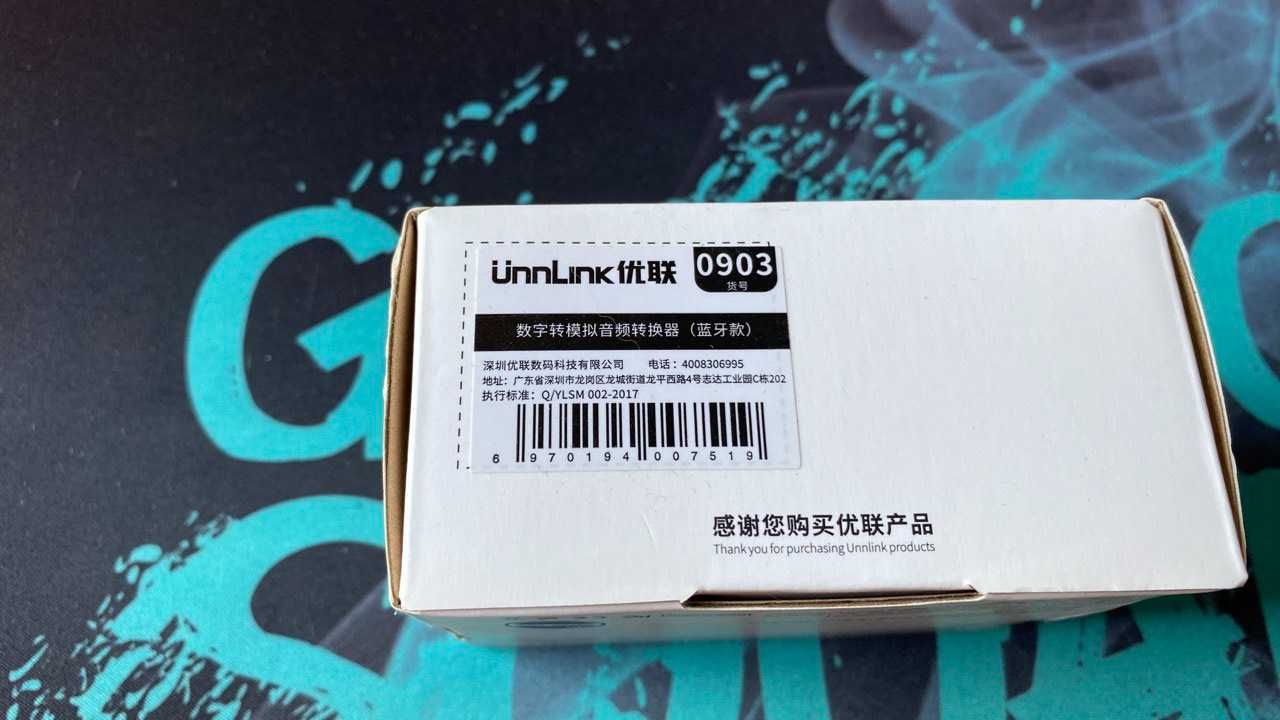 UnnLink优联
0903
货号
数字转模拟音频转换器（蓝牙款）
深圳优联数码科技有限公司 电话：4008306995
地址：广东省深圳市龙岗区龙城街道龙平西路4号志达工业园C栋202
执行标准：Q/YLSM 002-2017
6 970194 007519
感谢您购买优联产品
Thank you for purchasing Unnlink products
G